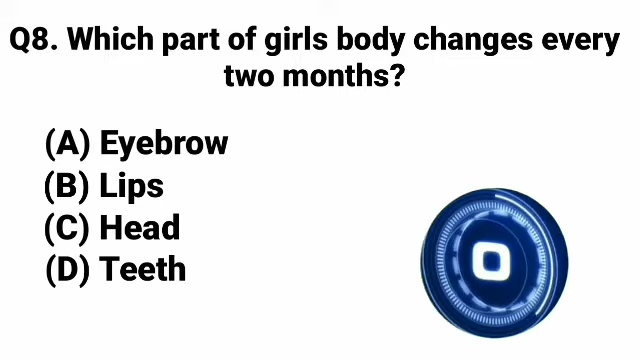 Q8. Which part of girls body changes every
two months?
(A) Eyebrow
(B) Lips
(C) Head
(D) Teeth
0